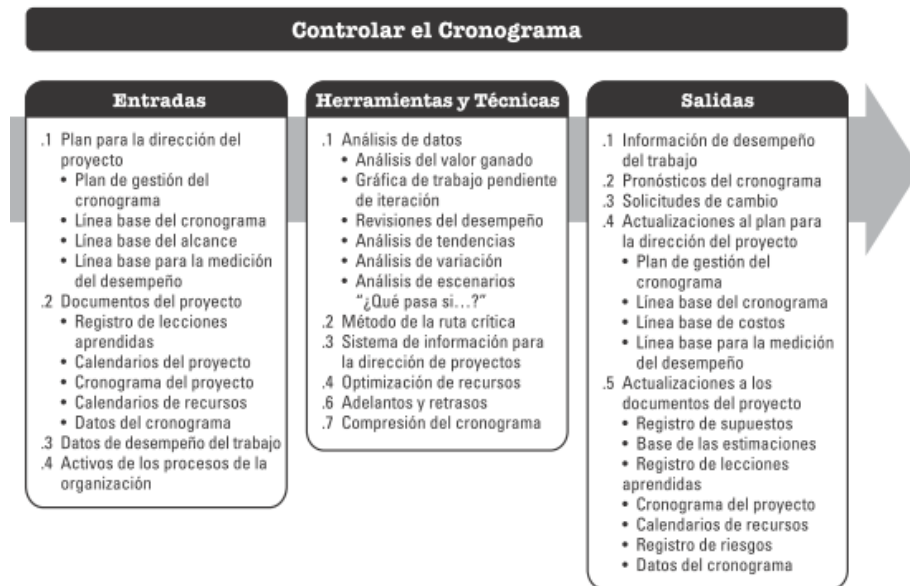 Controlar el Cronograma
Entradas
.1 Plan para la dirección del
proyecto
• Plan de gestión del
cronograma
• Línea base del cronograma
• Línea base del alcance
• Línea base para la medición
del desempeño
.2 Documentos del proyecto
• Registro de lecciones
aprendidas
• Calendarios del proyecto
• Cronograma del proyecto
• Calendarios de recursos
• Datos del cronograma
.3 Datos de desempeño del trabajo
.4 Activos de los procesos de la
organización
Herramientas y Técnicas
.1 Análisis de datos
• Análisis del valor ganado
• Gráfica de trabajo pendiente
de iteración
• Revisiones del desempeño
• Análisis de tendencias
• Análisis de variación
• Análisis de escenarios
“¿Qué pasa si...?”
.2 Método de la ruta crítica
.3 Sistema de información para
la dirección de proyectos
.4 Optimización de recursos
.6 Adelantos y retrasos
.7 Compresión del cronograma
Salidas
.1 Información de desempeño
del trabajo
.2 Pronósticos del cronograma
.3 Solicitudes de cambio
.4 Actualizaciones al plan para
la dirección del proyecto
• Plan de gestión del
cronograma
• Línea base del cronograma
• Línea base de costos
• Línea base para la medición
del desempeño
.5 Actualizaciones a los
documentos del proyecto
• Registro de supuestos
• Base de las estimaciones
• Registro de lecciones
aprendidas
• Cronograma del proyecto
• Calendarios de recursos
• Registro de riesgos
• Datos del cronograma